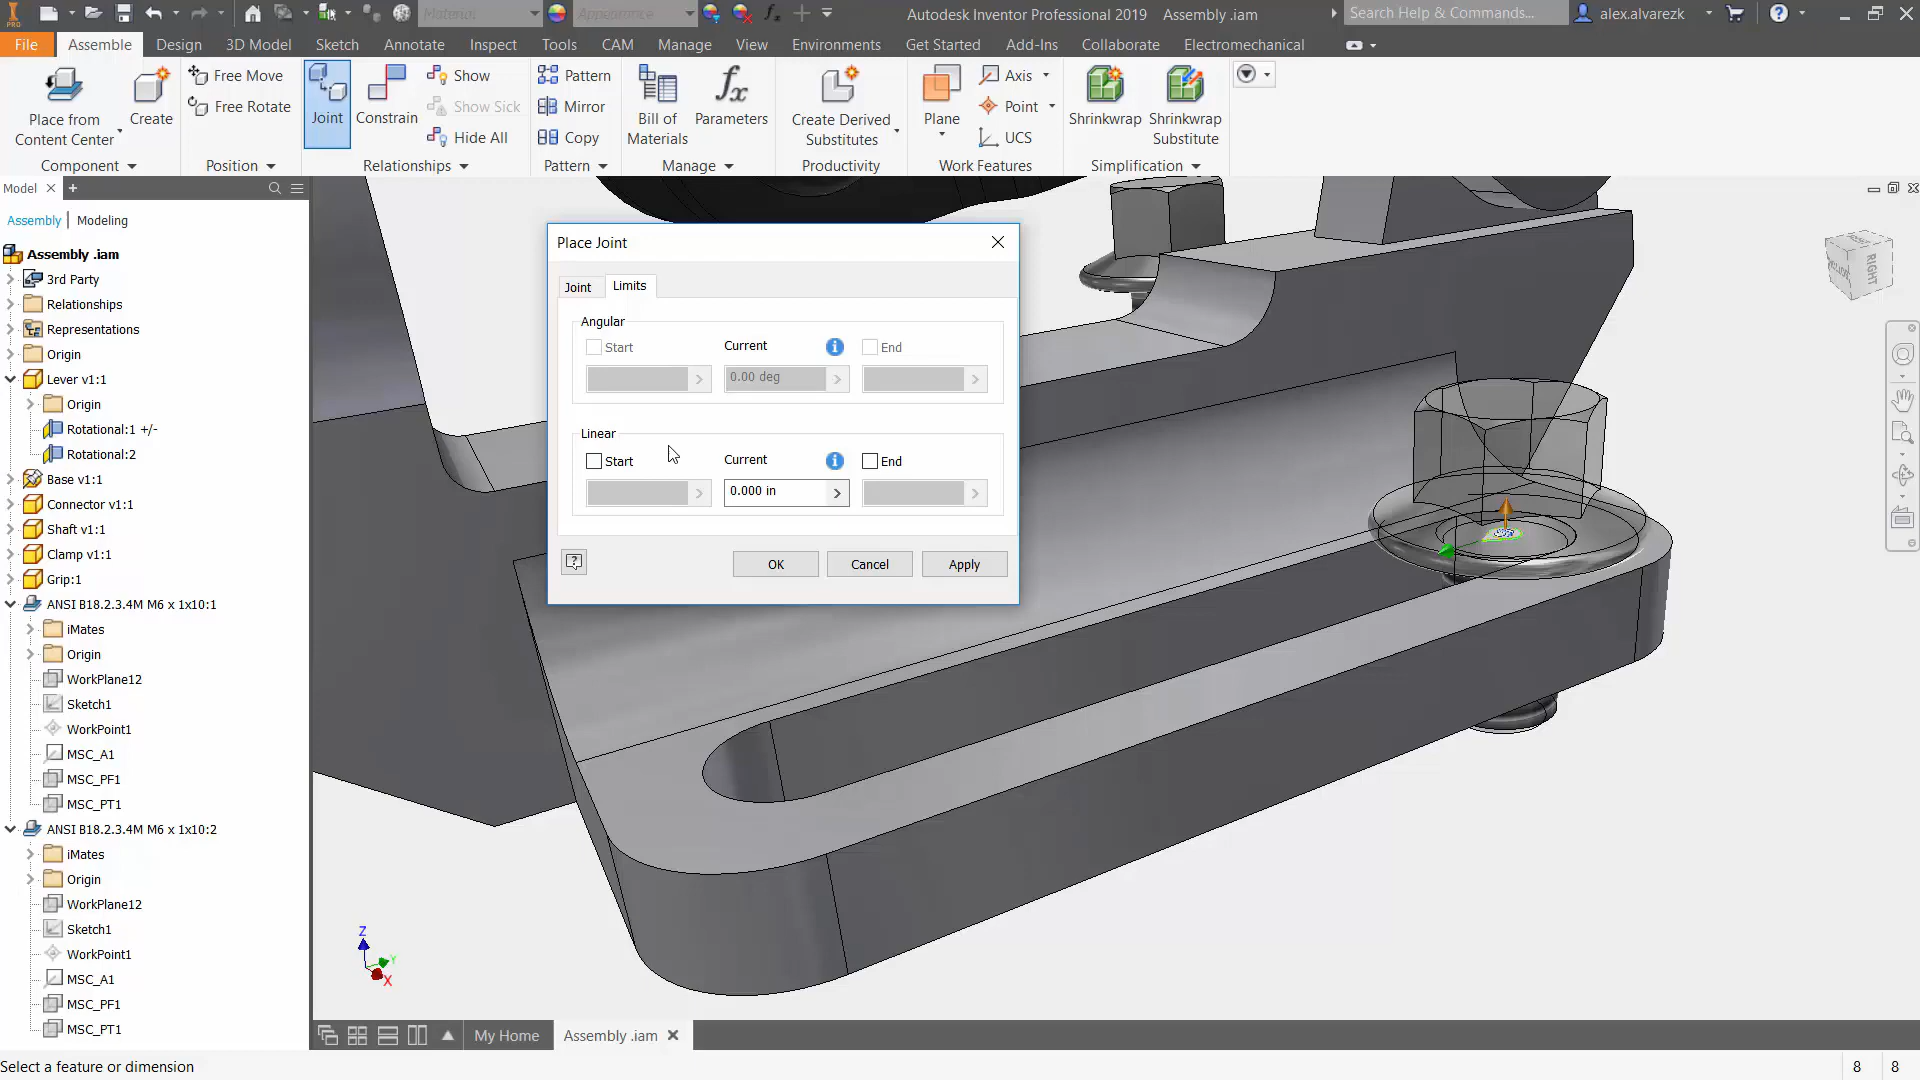 PRO
Material
Appearance
Autodesk Inventor Professional 2019 Assembly .iam
Search Help & Commands...
alex.alvarezk
File Assemble Design 3D Model Sketch Annotate Inspect Tools CAM Manage View Environments Get Started Add-Ins Collaborate Electromechanical
Place from
Content Center
Create
Component
Free Move
Free Rotate
Position
Joint
Constrain
Show
Show Sick
Hide All
Relationships
Pattern
Mirror
Copy
Pattern
Bill of
Materials
Parameters
Manage
Create Derived
Substitutes
Productivity
Plane
Axis
Point
UCS
Work Features
Shrinkwrap
Shrinkwrap
Substitute
Simplification
Model
Assembly | Modeling
Assembly .iam
3rd Party
Relationships
Representations
Origin
Lever v1:1
Origin
Rotational:1 +/-
Rotational:2
Base v1:1
Connector v1:1
Shaft v1:1
Clamp v1:1
Grip:1
ANSI B18.2.3.4M M6 x 1x10:1
iMates
Origin
WorkPlane12
Sketch1
WorkPoint1
MSC_A1
MSC_PF1
MSC_PT1
ANSI B18.2.3.4M M6 x 1x10:2
iMates
Origin
WorkPlane12
Sketch1
WorkPoint1
MSC_A1
MSC_PF1
MSC_PT1
Place Joint
Joint Limits
Angular
Start Current End
0.00 deg
Linear
Start Current End
0.000 in
OK Cancel Apply
RIGHT
Z
Y
X
My Home
Assembly .iam
Select a feature or dimension
8 8